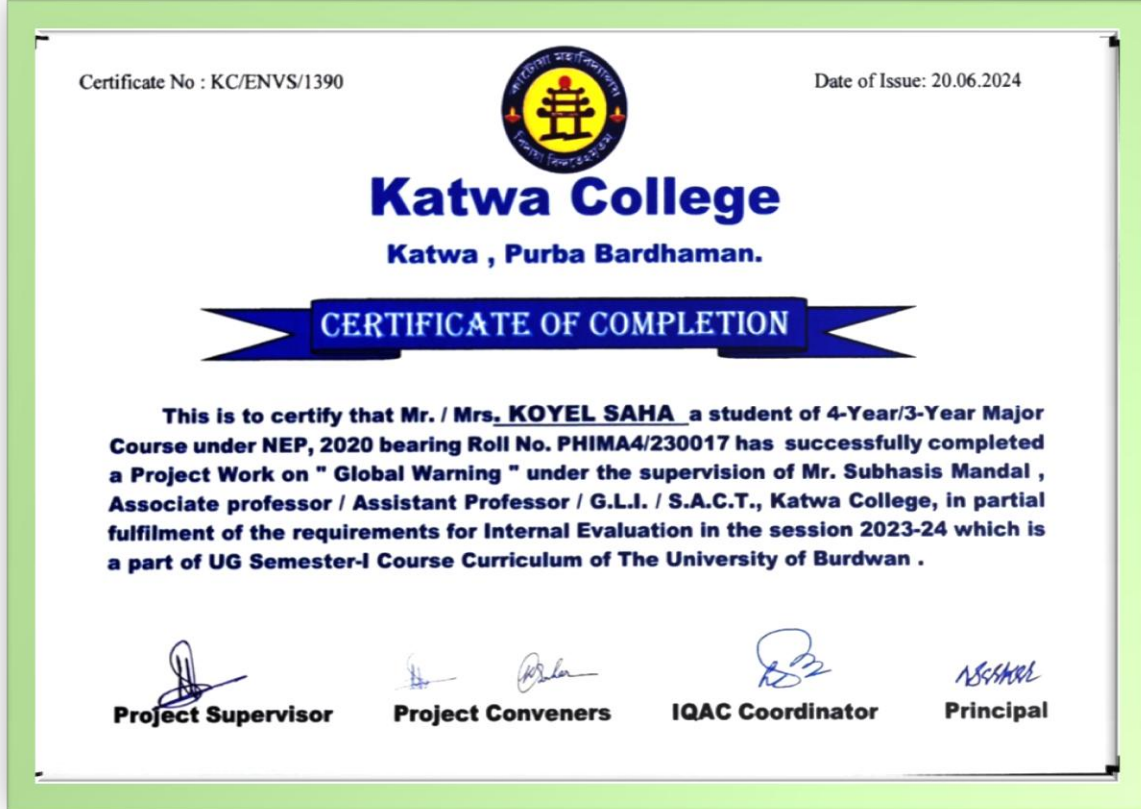 Certificate No : KC/ENVS/1390
Date of Issue: 20.06.2024
কাটোয়া মহাবিদ্যালয়
Katwa College
Katwa , Purba Bardhaman.
CERTIFICATE OF COMPLETION
This is to certify that Mr. / Mrs. KOYEL SAHA a student of 4-Year/3-Year Major
Course under NEP, 2020 bearing Roll No. PHIMA4/230017 has successfully completed
a Project Work on " Global Warning " under the supervision of Mr. Subhasis Mandal ,
Associate professor / Assistant Professor / G.L.I. / S.A.C.T., Katwa College, in partial
fulfilment of the requirements for Internal Evaluation in the session 2023-24 which is
a part of UG Semester-I Course Curriculum of The University of Burdwan .
Project Supervisor
Project Conveners
IQAC Coordinator
Principal